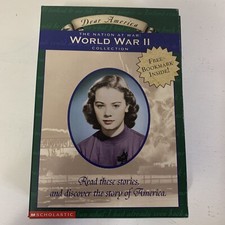 Dear America
THE NATION AT WAR:
WORLD WAR II
COLLECTION
FREE
BOOKMARK
INSIDE!
Read these stories
and discover the story of America.
SCHOLASTIC